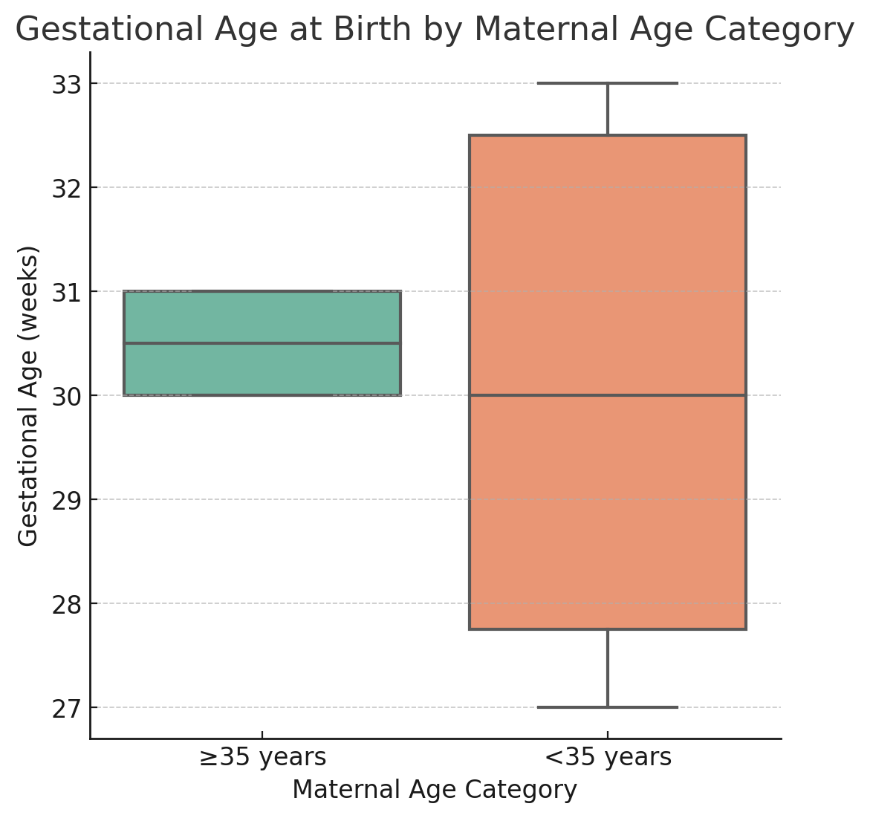 Gestational Age at Birth by Maternal Age Category
Gestational Age (weeks)
33
32
31
30
29
28
27
≥35 years
<35 years
Maternal Age Category